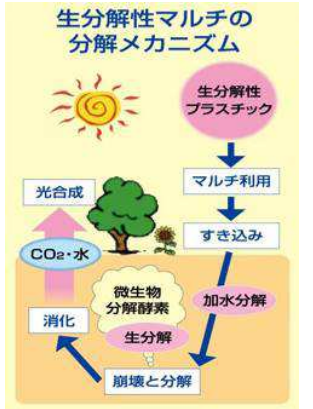 生分解性マルチの
分解メカニズム
生分解性
プラスチック
マルチ利用
すき込み
加水分解
微生物
分解酵素
生分解
崩壊と分解
消化
CO2・水
光合成